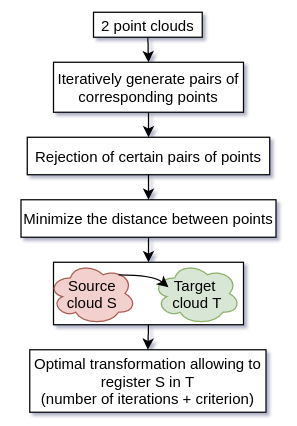 2 point clouds
Iteratively generate pairs of
corresponding points
Rejection of certain pairs of points
Minimize the distance between points
Source
cloud S
Target
cloud T
Optimal transformation allowing to
register S in T
(number of iterations + criterion)